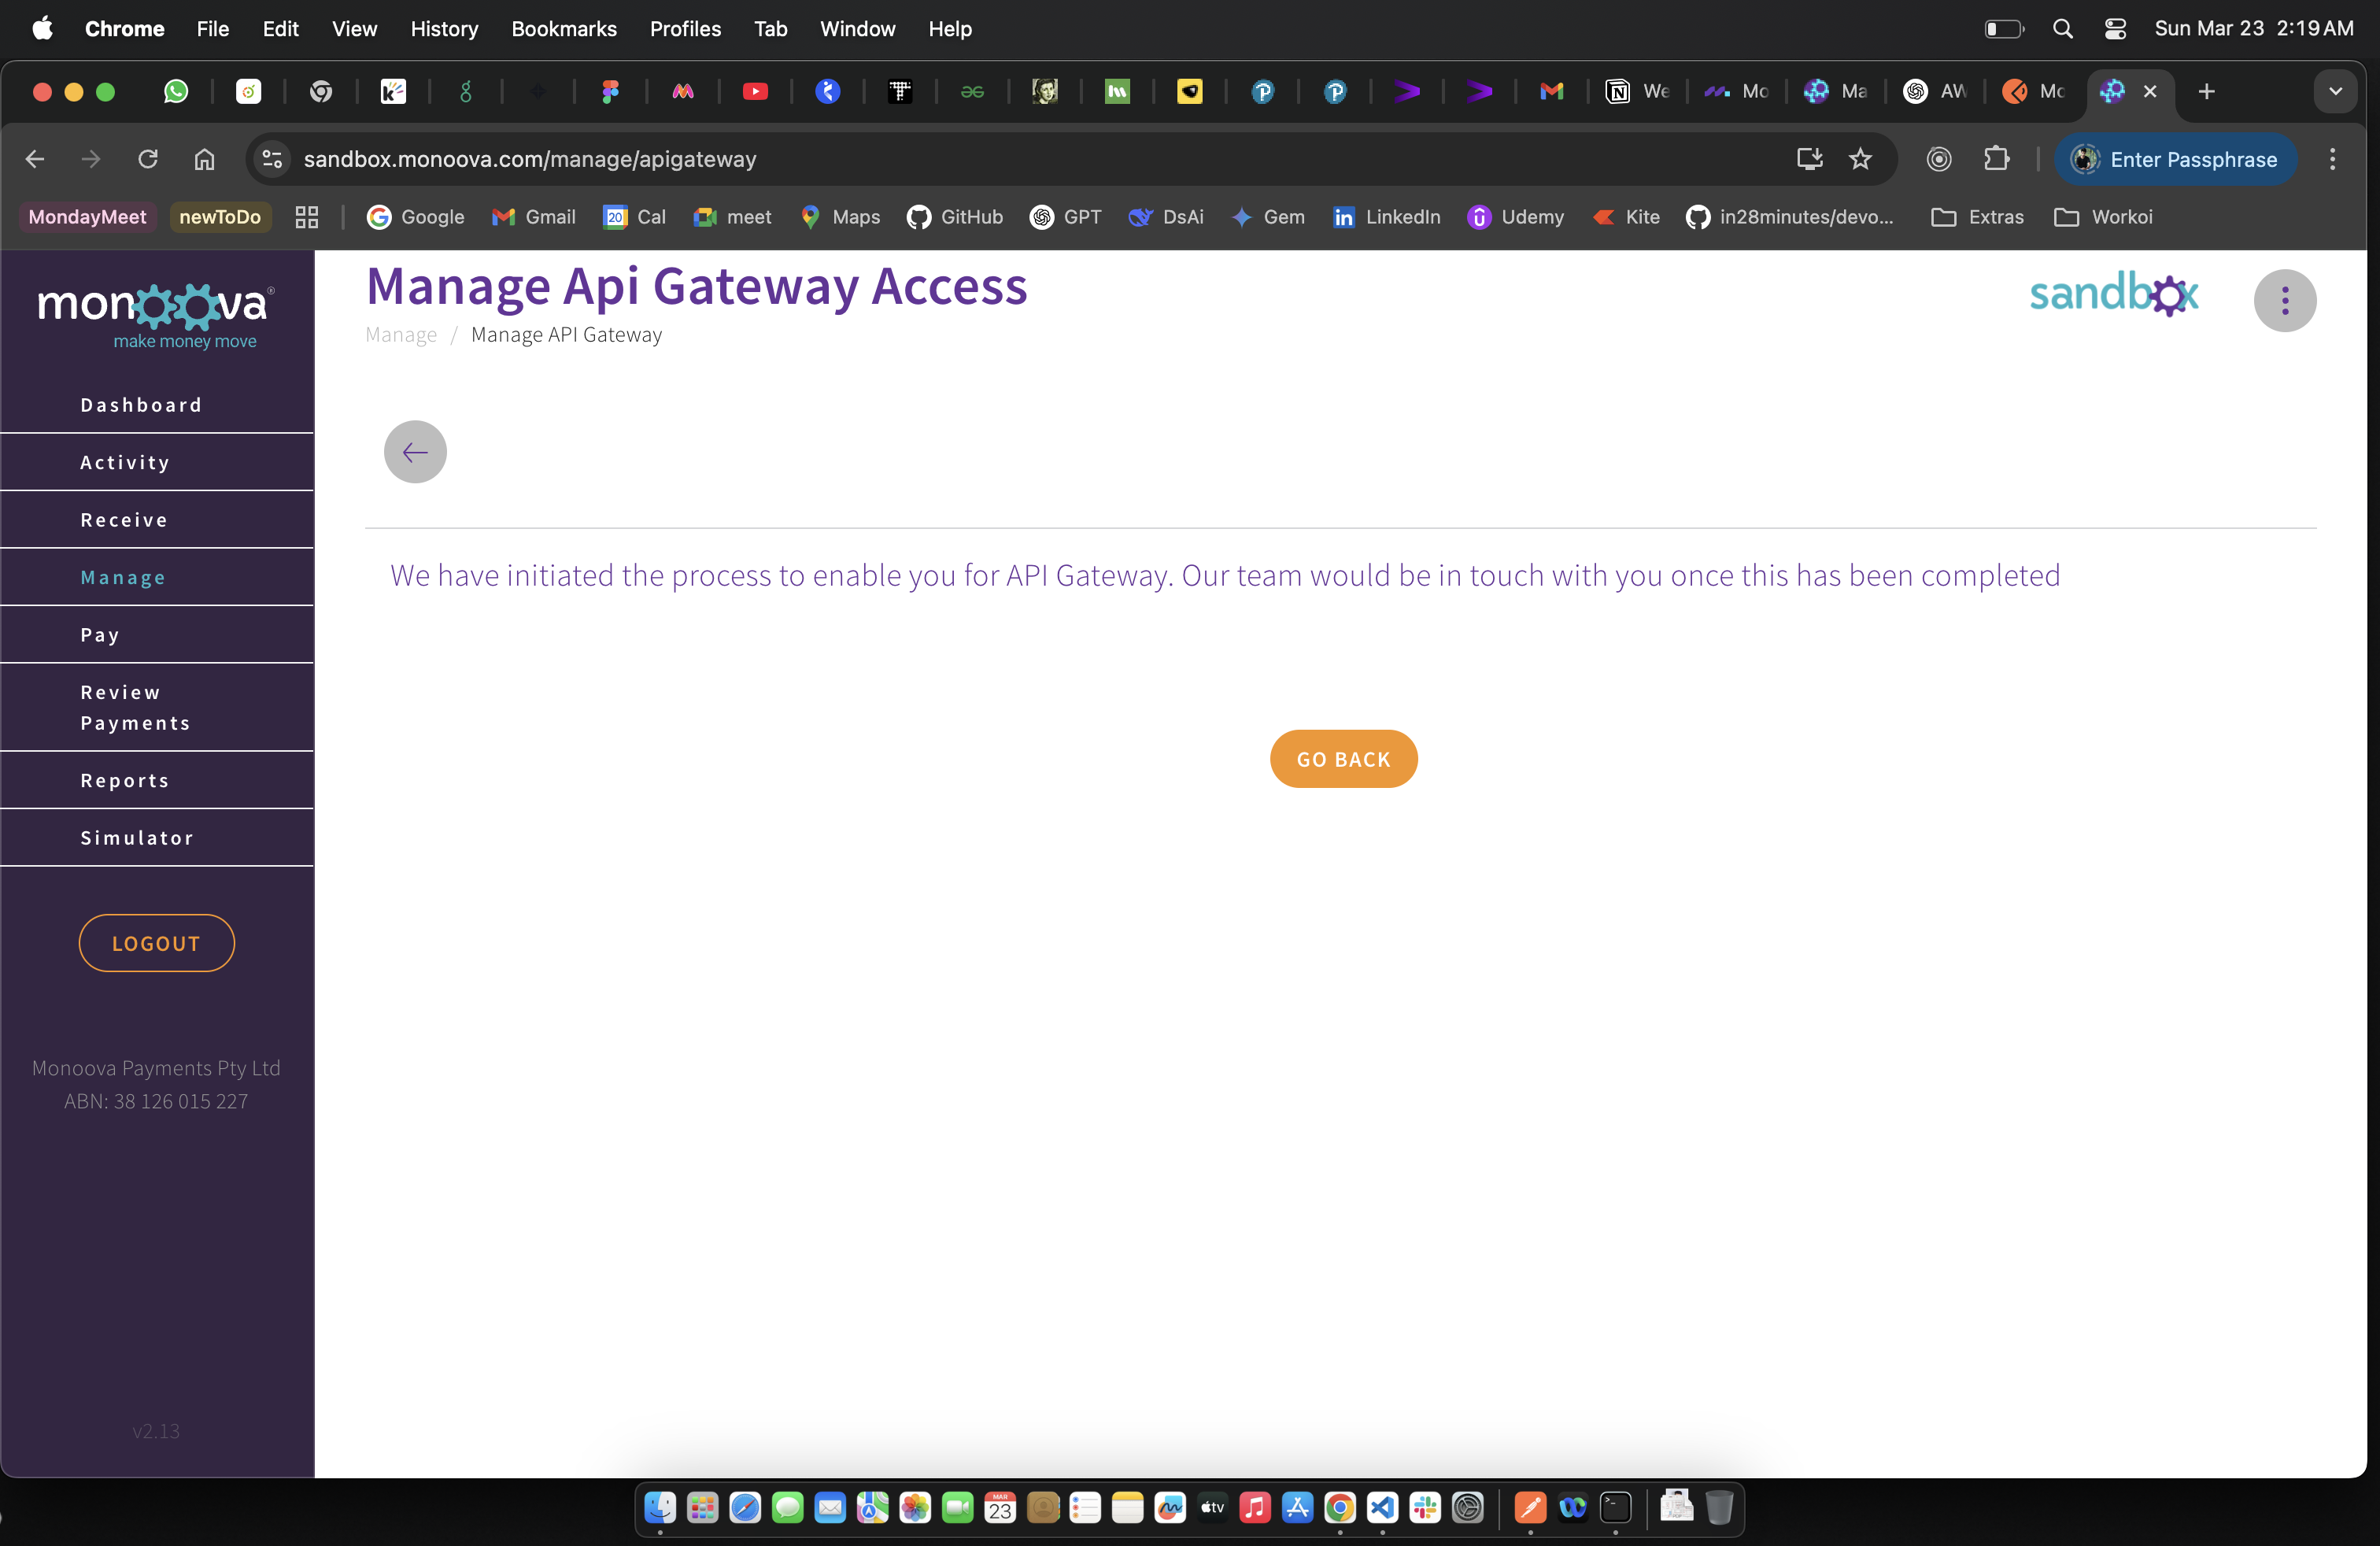 Chrome File Edit View History Bookmarks Profiles Tab Window Help Sun Mar 23 2:19 AM
We Mo Ma AW Mo
sandbox.monoova.com/manage/apigateway Enter Passphrase
MondayMeet newToDo Google Gmail 20 Cal meet Maps GitHub GPT DsAi Gem LinkedIn Udemy Kite in28minutes/devo... Extras Workoi
monoova®
make money move
Dashboard
Activity
Receive
Manage
Pay
Review
Payments
Reports
Simulator
LOGOUT
Monoova Payments Pty Ltd
ABN: 38 126 015 227
v2.13
Manage Api Gateway Access
Manage / Manage API Gateway
sandbox
We have initiated the process to enable you for API Gateway. Our team would be in touch with you once this has been completed
GO BACK
MAR
23
tv